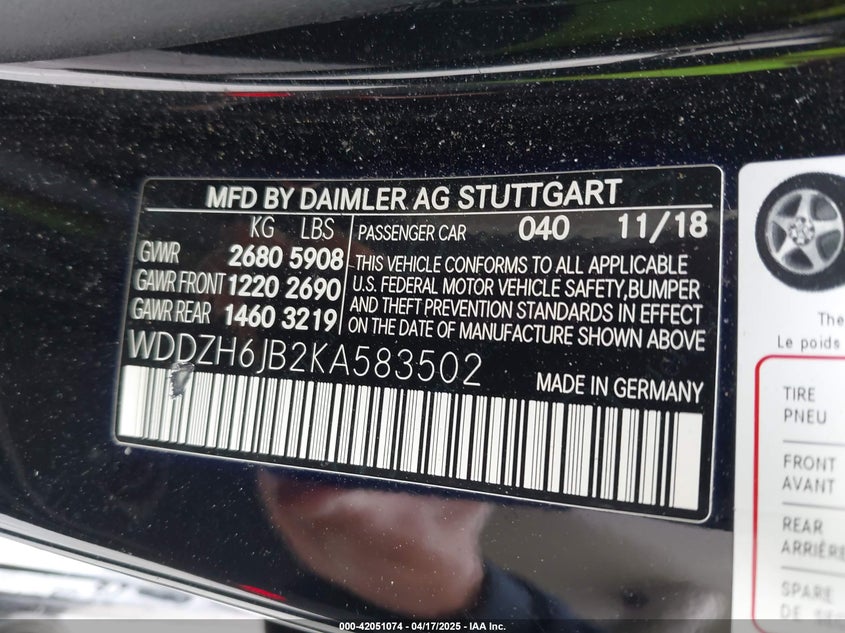 MFD BY DAIMLER AG STUTTGART
KG LBS
GVWR 2680 5908
GAWR FRONT 1220 2690
GAWR REAR 1460 3219
PASSENGER CAR 040 11/18
THIS VEHICLE CONFORMS TO ALL APPLICABLE
U.S. FEDERAL MOTOR VEHICLE SAFETY,BUMPER
AND THEFT PREVENTION STANDARDS IN EFFECT
ON THE DATE OF MANUFACTURE SHOWN ABOVE
WDDZH6JB2KA583502
MADE IN GERMANY
The
Le poids
TIRE
PNEU
FRONT
AVANT
REAR
ARRIÈRE
SPARE
DE
000-42051074 - 04/17/2025 - IAA Inc.